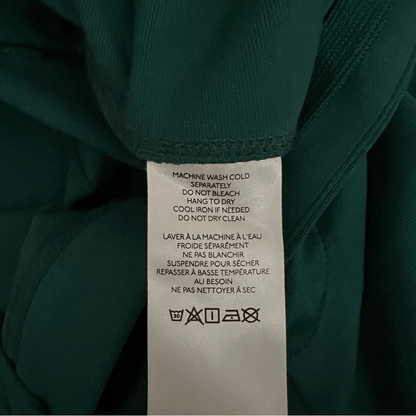 MACHINE WASH COLD
SEPARATELY
DO NOT BLEACH
HANG TO DRY
COOL IRON IF NEEDED
DO NOT DRY CLEAN
LAVER À LA MACHINE À L'EAU
FROIDE SÉPARÉMENT
NE PAS BLANCHIR
SUSPENDRE POUR SÉCHER
REPASSER À BASSE TEMPÉRATURE
AU BESOIN
NE PAS NETTOYER À SEC
30